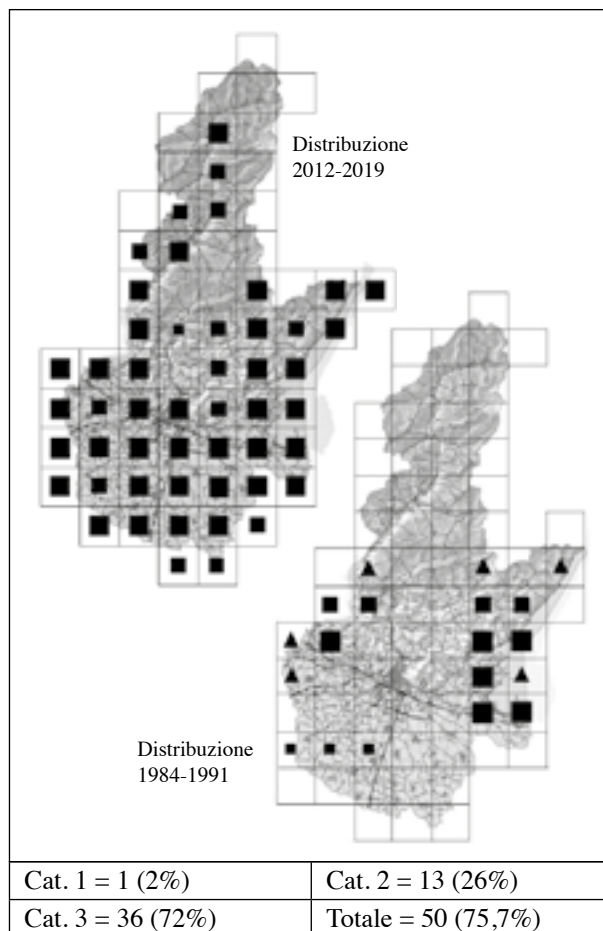 Distribuzione
2012-2019
Distribuzione
1984-1991
Cat. 1 = 1 (2%)
Cat. 2 = 13 (26%)
Cat. 3 = 36 (72%)
Totale = 50 (75,7%)